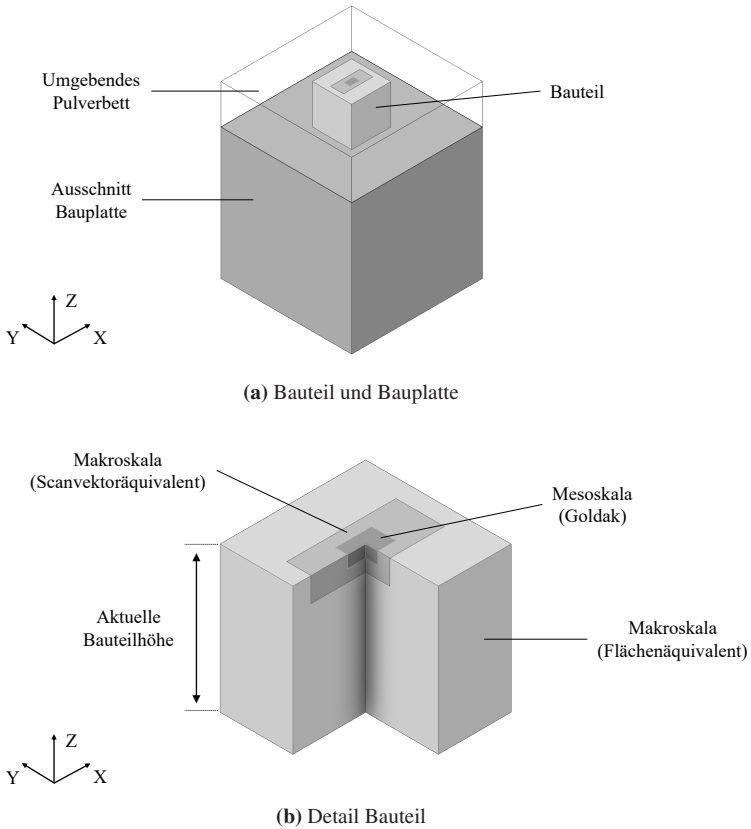 Umgebendes
Pulverbett
Bauteil
Ausschnitt
Bauplatte
Z
Y
X
(a) Bauteil und Bauplatte
Makroskala
(Scanvektoräquivalent)
Mesoskala
(Goldak)
Aktuelle
Bauteilhöhe
Makroskala
(Flächenäquivalent)
Z
Y
X
(b) Detail Bauteil